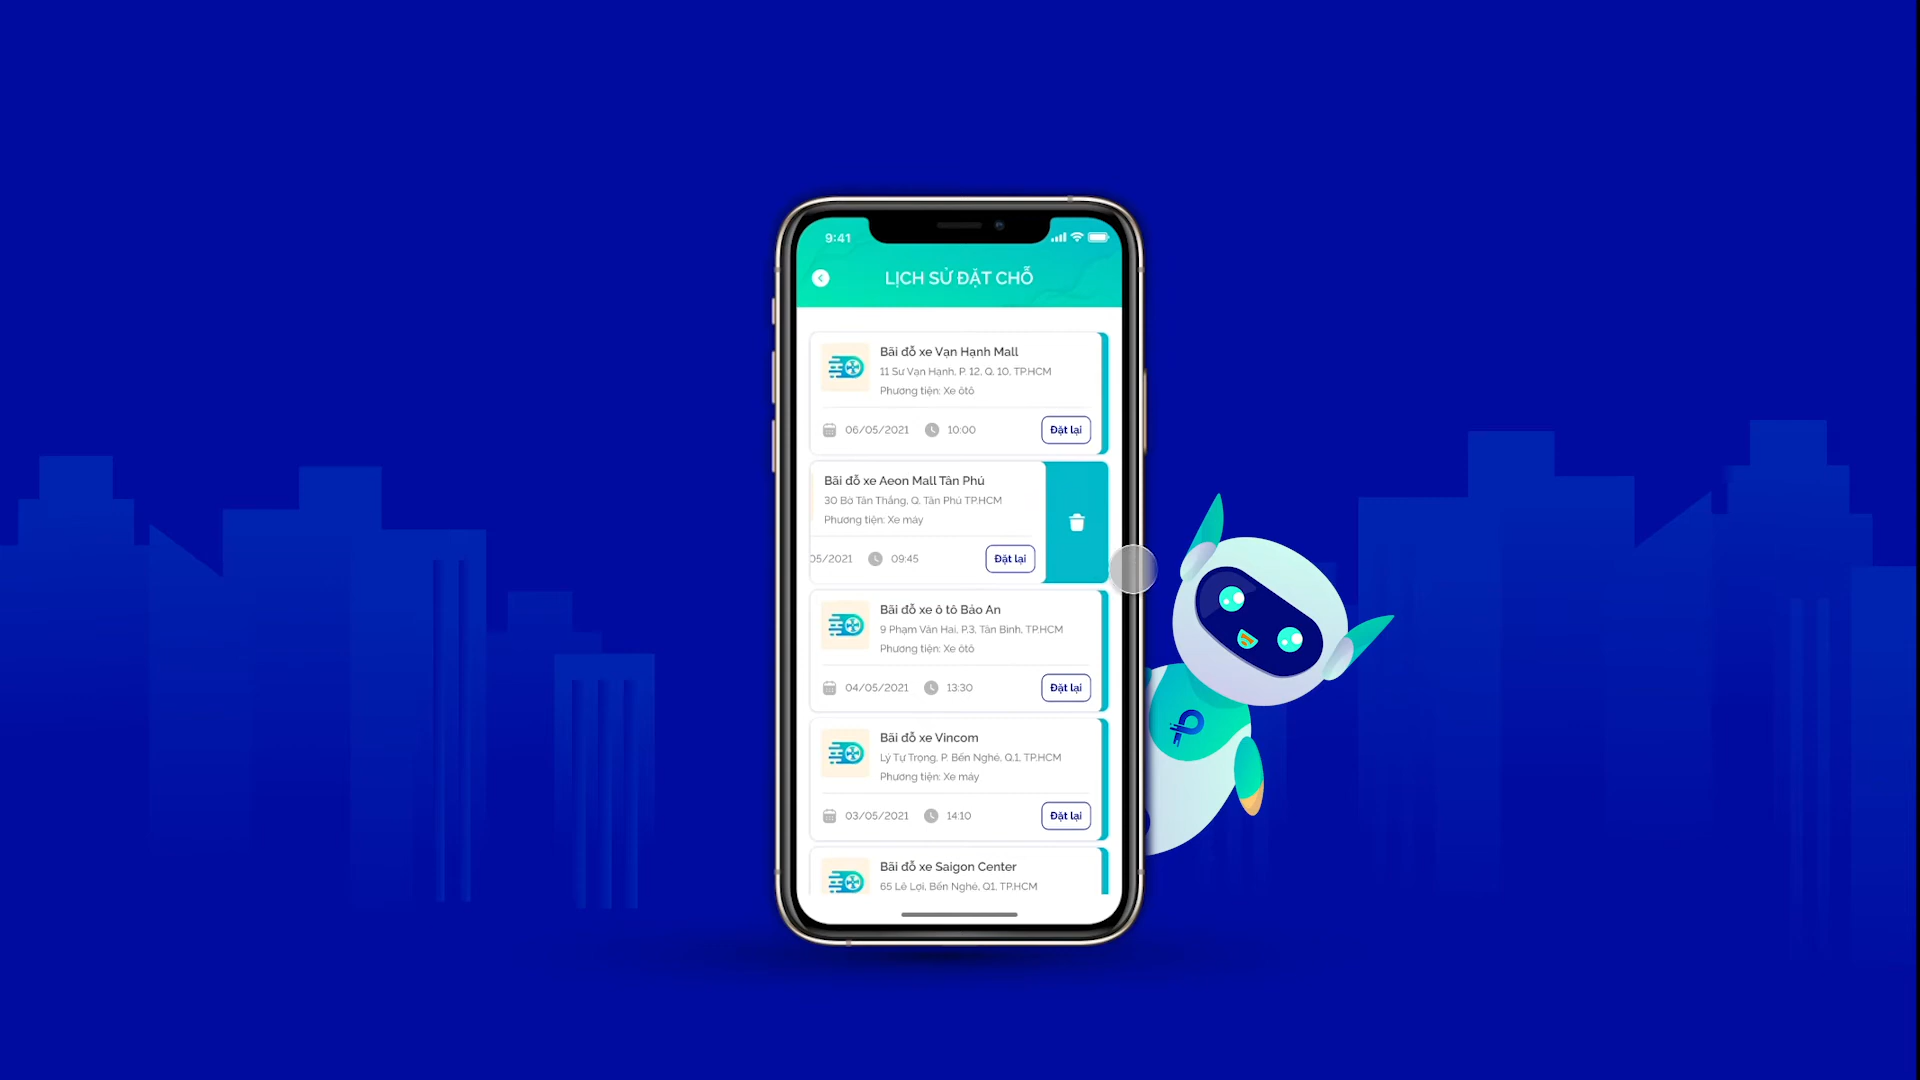 9:41
LỊCH SỬ ĐẶT CHỖ
Bãi đỗ xe Vạn Hạnh Mall
11 Sư Vạn Hạnh, P. 12, Q. 10, TP.HCM
Phương tiện: Xe ôtô
06/05/2021 10:00 Đặt lại
Bãi đỗ xe Aeon Mall Tân Phú
30 Bờ Tân Thắng, Q. Tân Phú TP.HCM
Phương tiện: Xe máy
05/2021 09:45 Đặt lại
Bãi đỗ xe ô tô Bảo An
9 Phạm Văn Hai, P.3, Tân Bình, TP.HCM
Phương tiện: Xe ôtô
04/05/2021 13:30 Đặt lại
Bãi đỗ xe Vincom
Lý Tự Trọng, P. Bến Nghé, Q.1, TP.HCM
Phương tiện: Xe máy
03/05/2021 14:10 Đặt lại
Bãi đỗ xe Saigon Center
65 Lê Lợi, Bến Nghé, Q1, TP.HCM